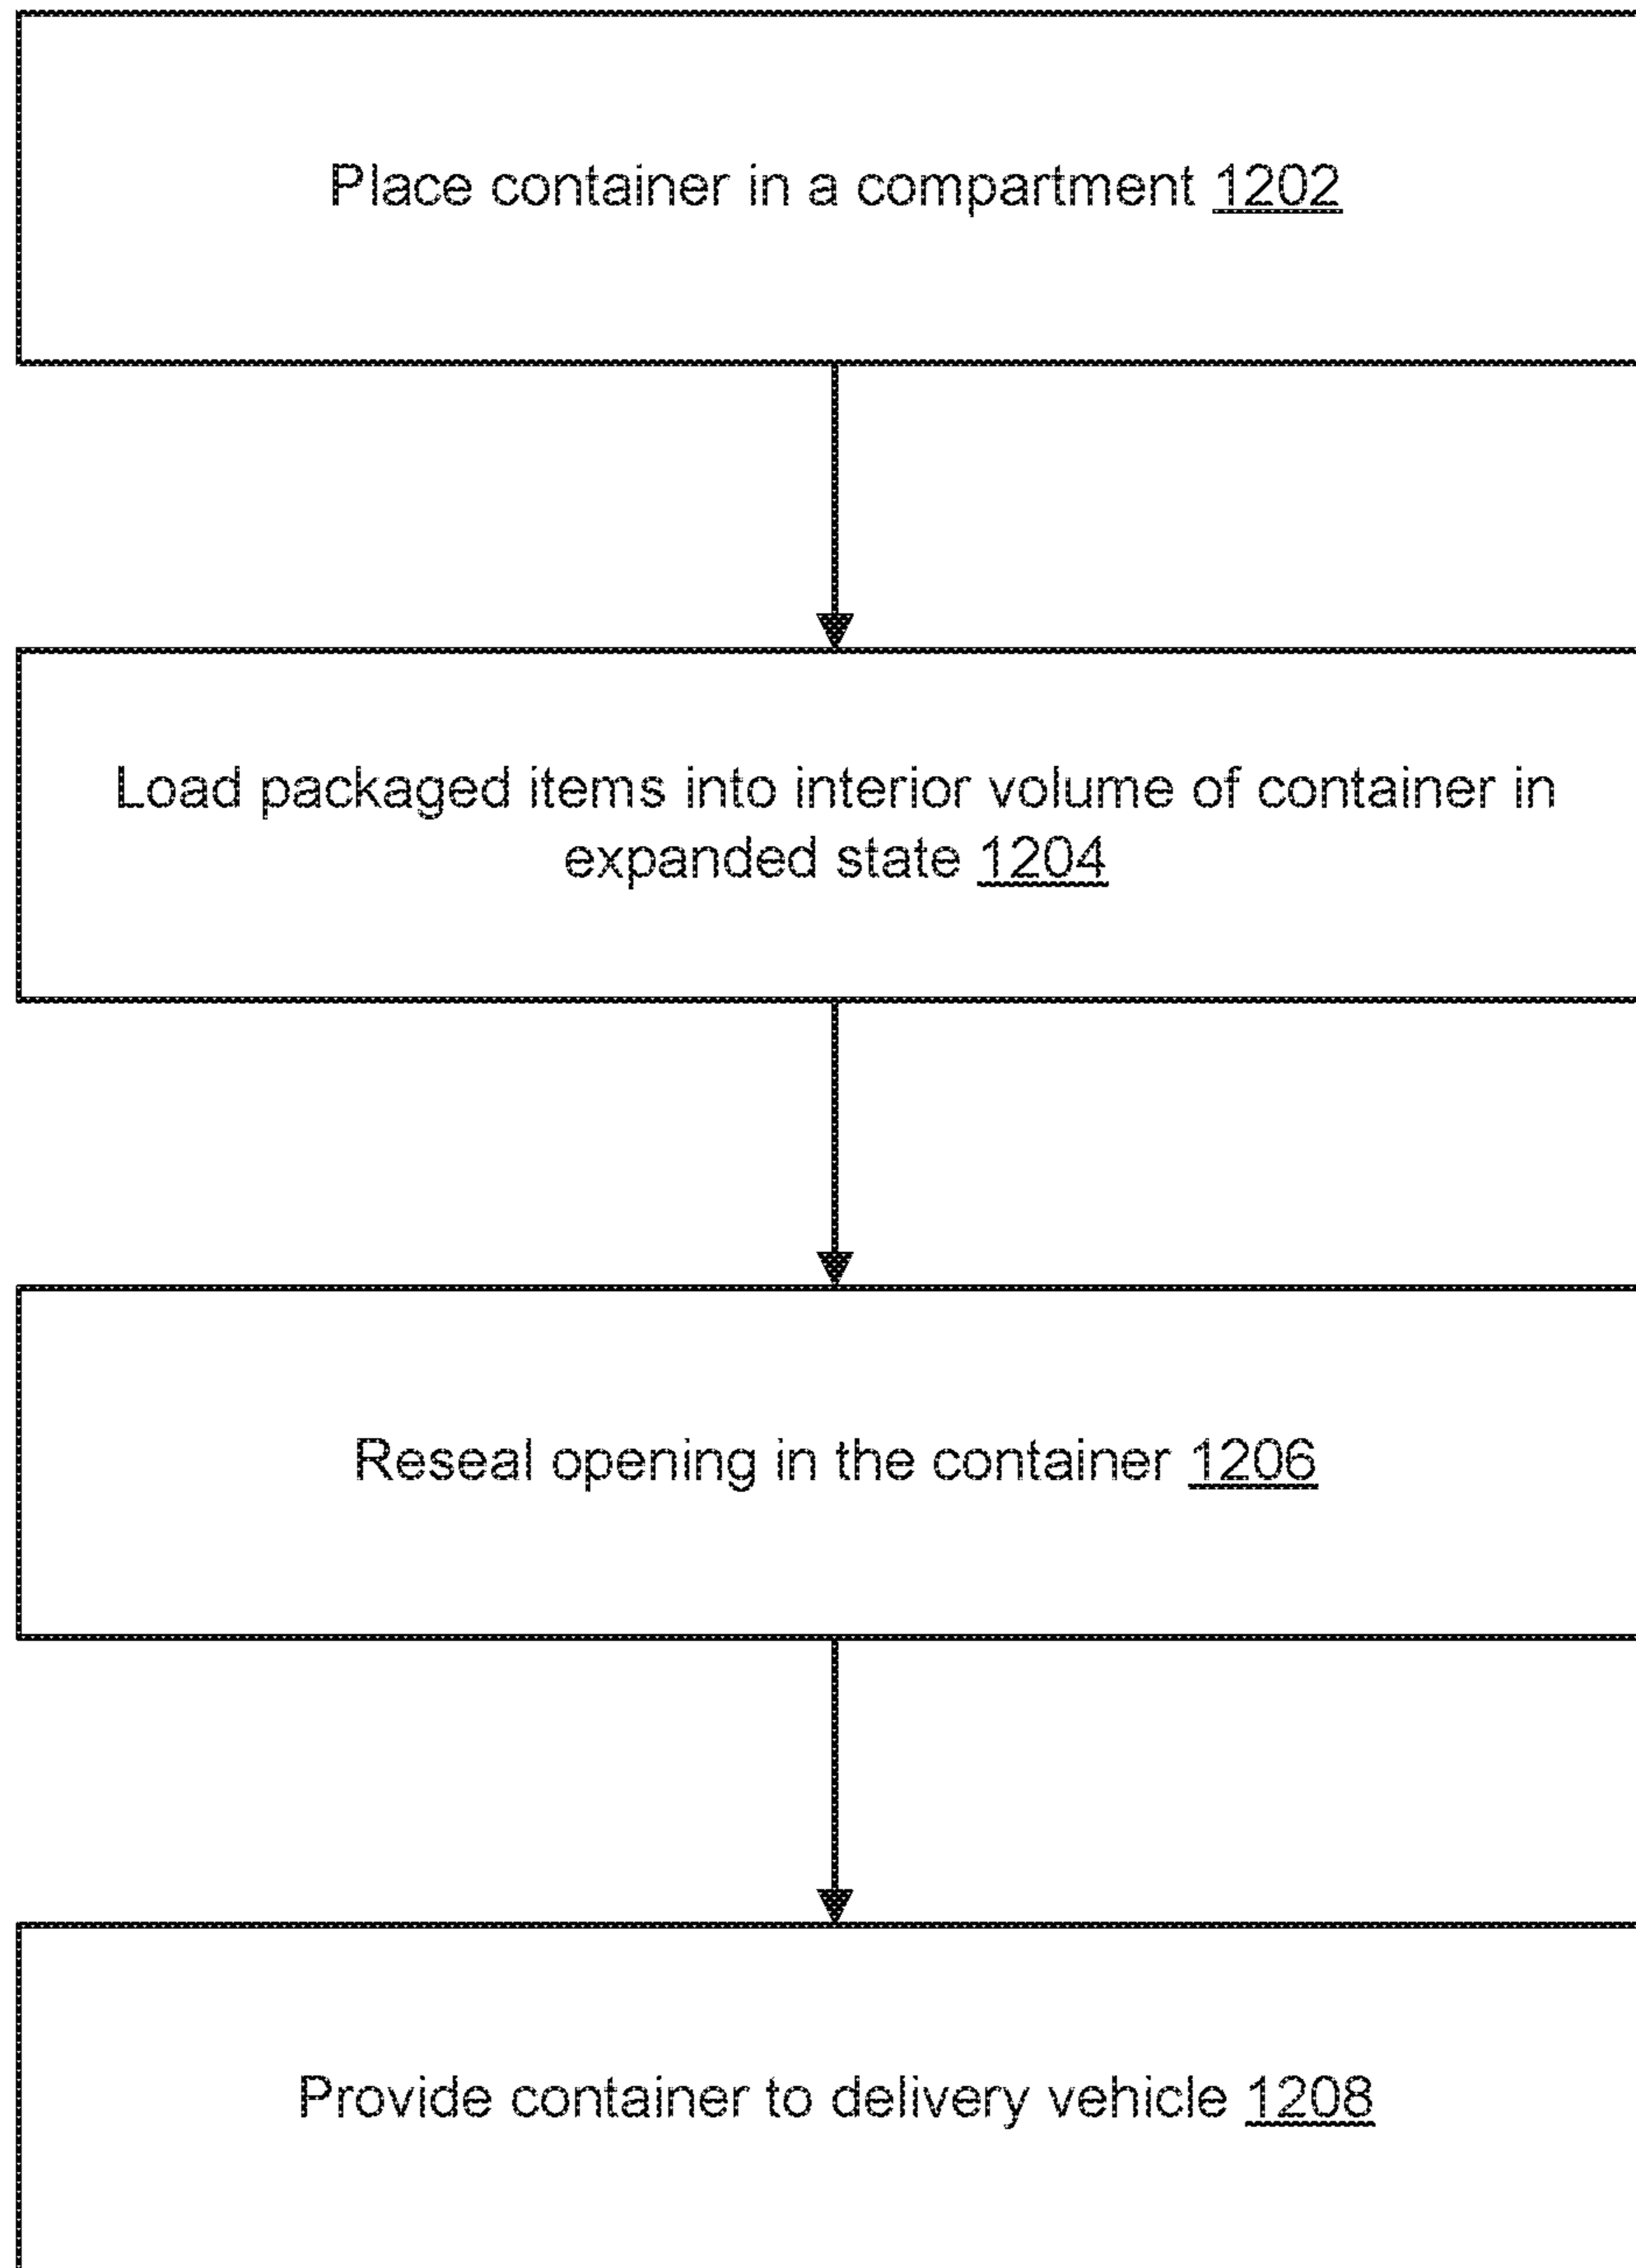 Place container in a compartment 1202
Load packaged items into interior volume of container in
expanded state 1204
Reseal opening in the container 1206
Provide container to delivery vehicle 1208